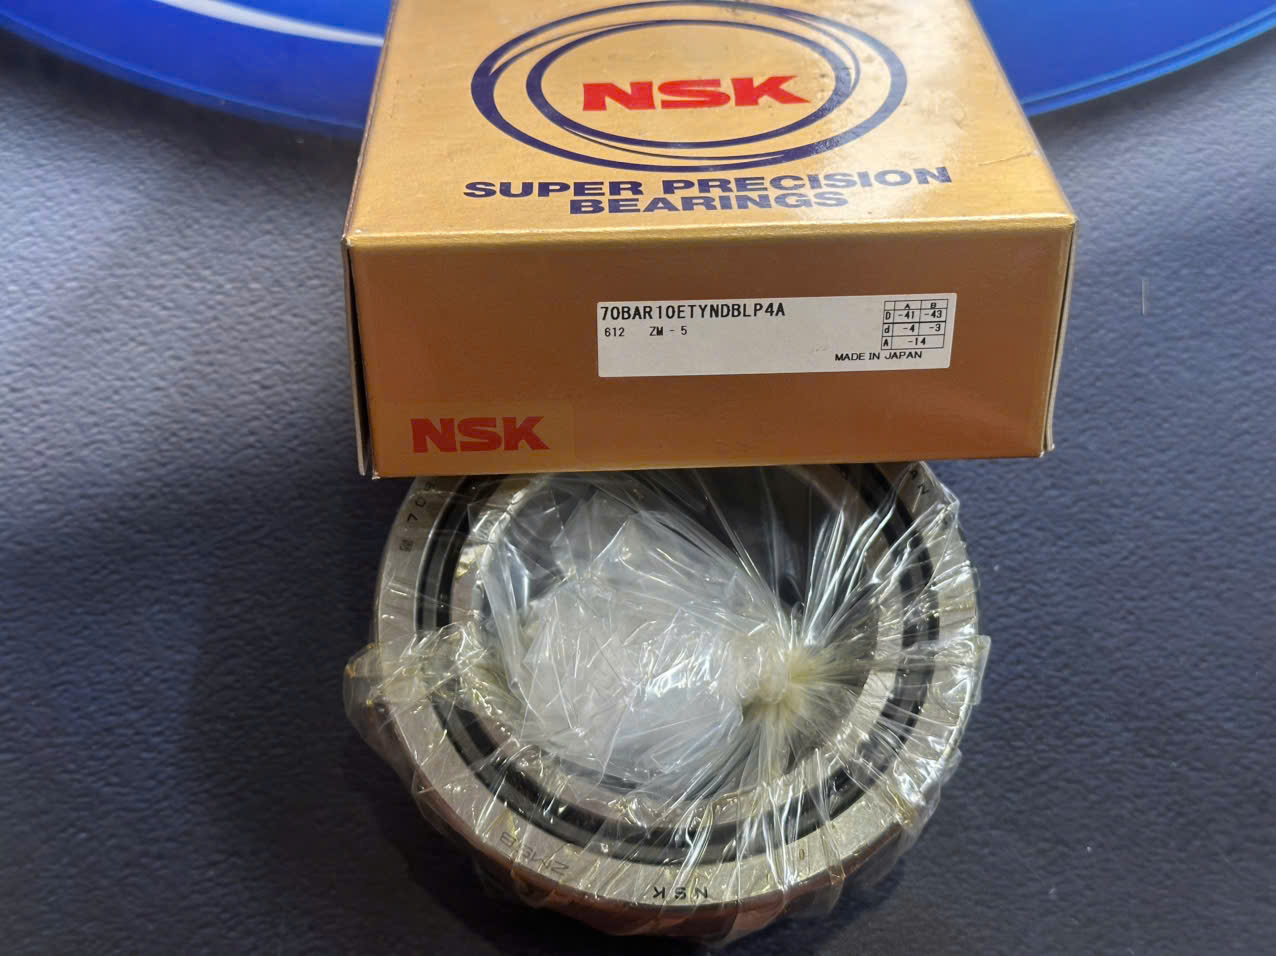 NSK
SUPER PRECISION
BEARINGS
70BAR10ETYNDBLP4A
612 ZM-5
A B
D -41 -43
d -4 -3
A -14
MADE IN JAPAN
NSK
NSK